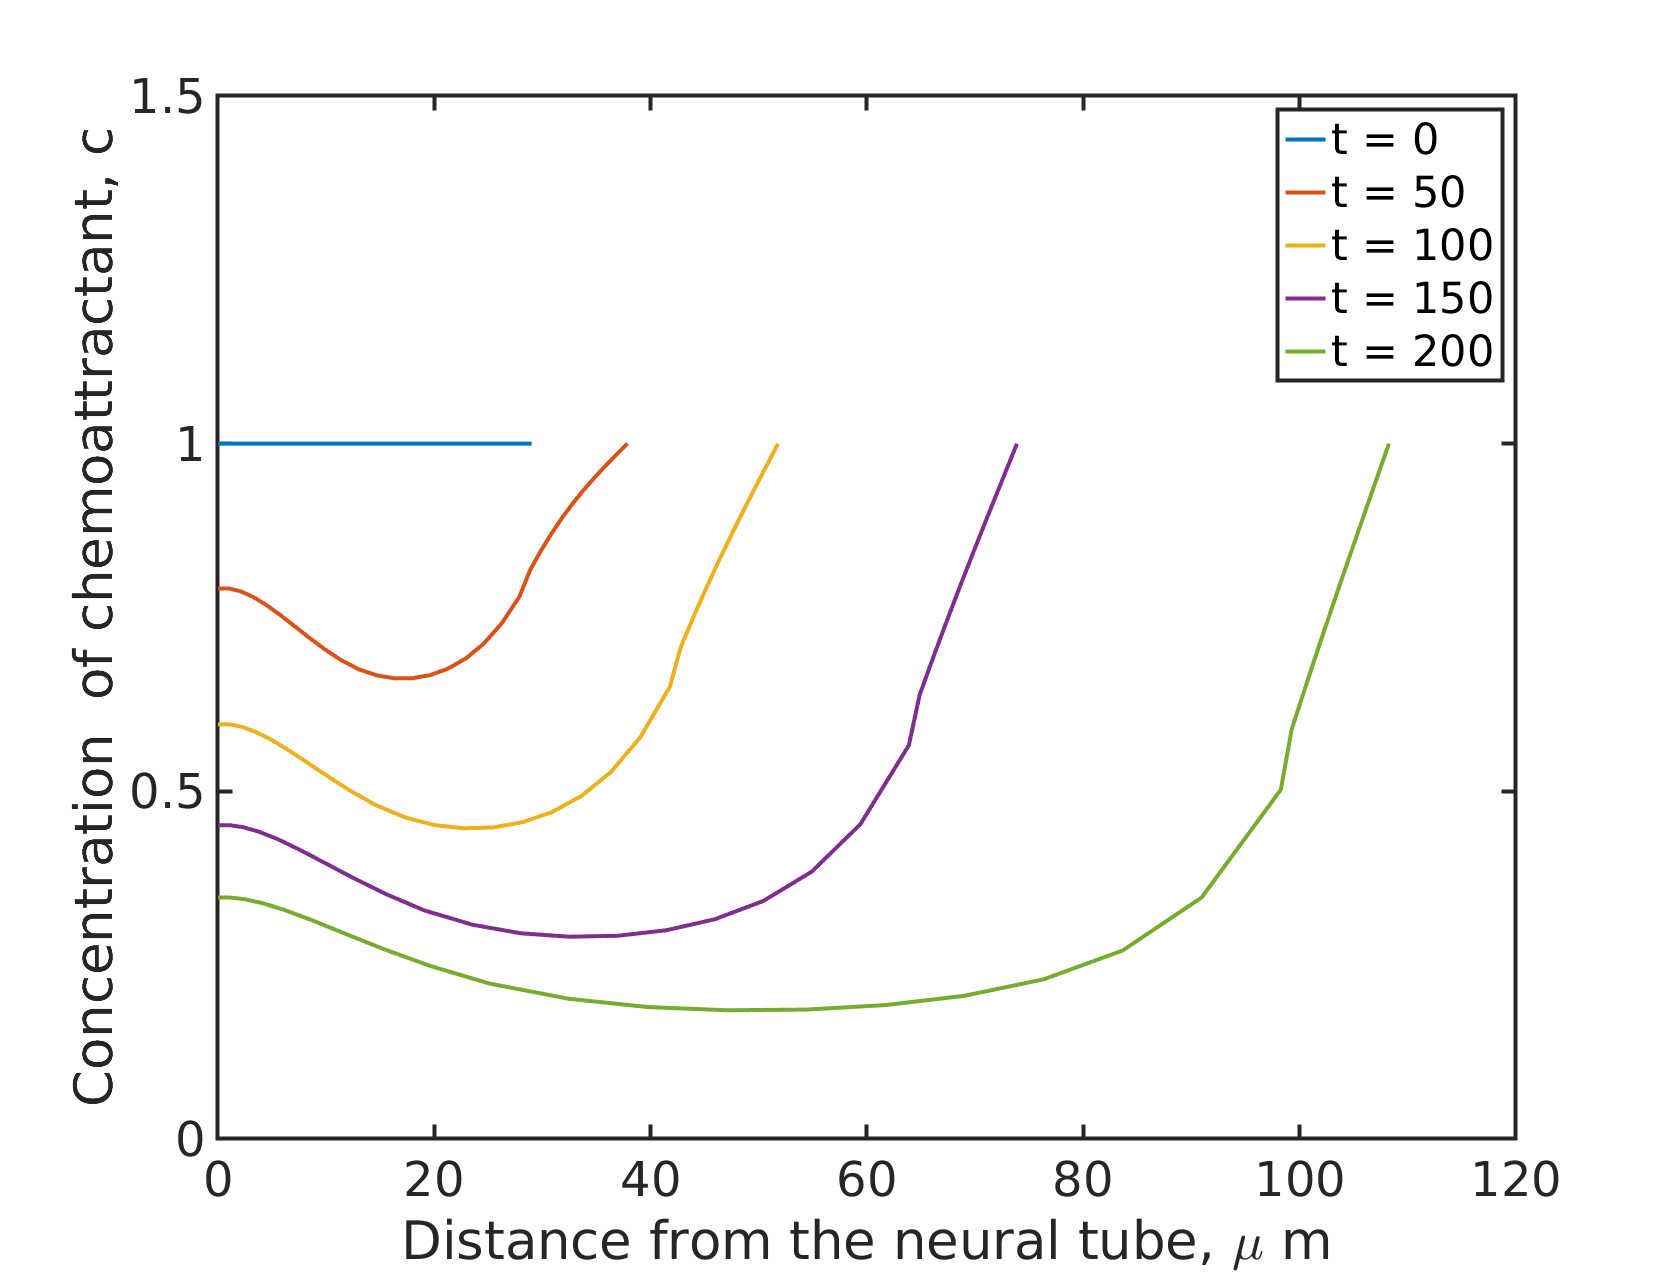 Concentration of chemoattractant, c
1.5
1
0.5
0
t = 0
t = 50
t = 100
t = 150
t = 200
0 20 40 60 80 100 120
Distance from the neural tube, μ m